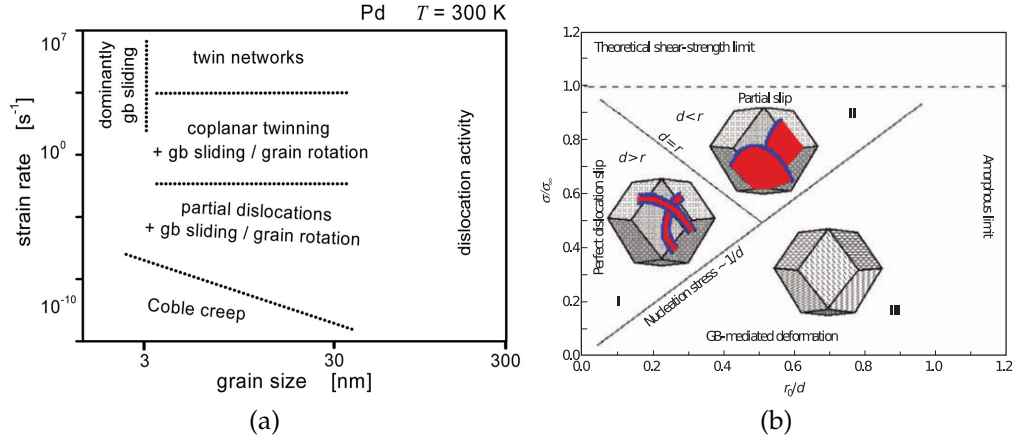 Pd T = 300 K
10⁷
10⁰
10⁻¹⁰
strain rate [s⁻¹]
dominantly
gb sliding
twin networks
coplanar twinning
+ gb sliding / grain rotation
partial dislocations
+ gb sliding / grain rotation
Coble creep
dislocation activity
3
30
300
grain size [nm]
(a)
1.2
1.0
0.8
0.6
0.4
0.2
0.0
σ/σ∞
Theoretical shear-strength limit
Partial slip
II
d<r
d=r
d>r
Perfect dislocation slip
I
Nucleation stress ~1/d
III
GB-mediated deformation
Amorphous limit
0.0
0.2
0.4
0.6
0.8
1.0
1.2
r₀/d
(b)